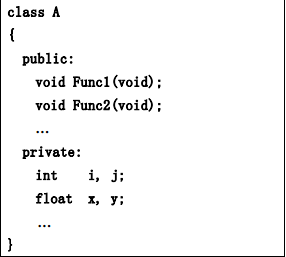 class A
{
public:
void Func1(void);
void Func2(void);
…
private:
int i, j;
float x, y;
…
}